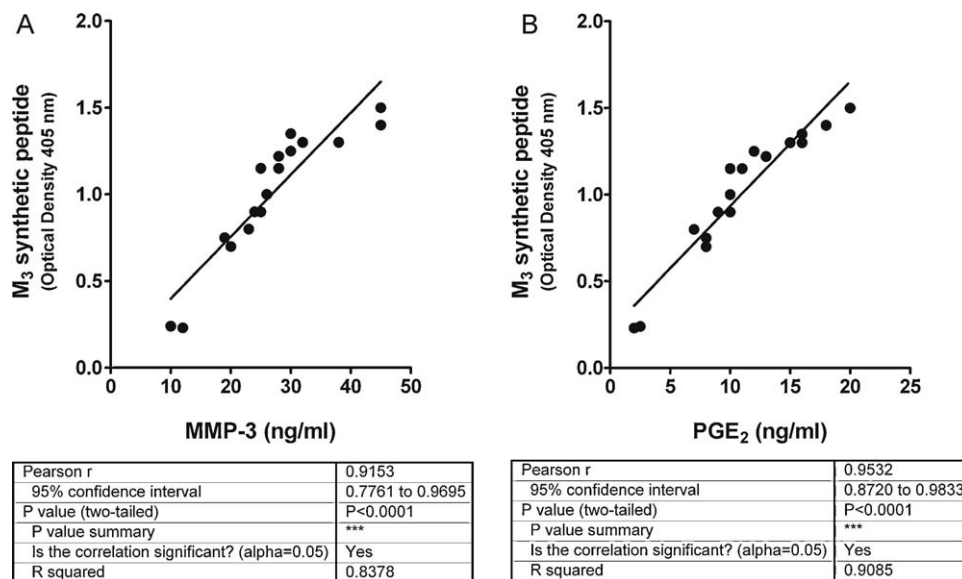 A
M₃ synthetic peptide
(Optical Density 405 nm)
2.0
1.5
1.0
0.5
0.0
0 10 20 30 40 50
MMP-3 (ng/ml)
Pearson r 0.9153
95% confidence interval 0.7761 to 0.9695
P value (two-tailed) P<0.0001
P value summary ***
Is the correlation significant? (alpha=0.05) Yes
R squared 0.8378
B
M₃ synthetic peptide
(Optical Density 405 nm)
2.0
1.5
1.0
0.5
0.0
0 5 10 15 20 25
PGE₂ (ng/ml)
Pearson r 0.9532
95% confidence interval 0.8720 to 0.9833
P value (two-tailed) P<0.0001
P value summary ***
Is the correlation significant? (alpha=0.05) Yes
R squared 0.9085